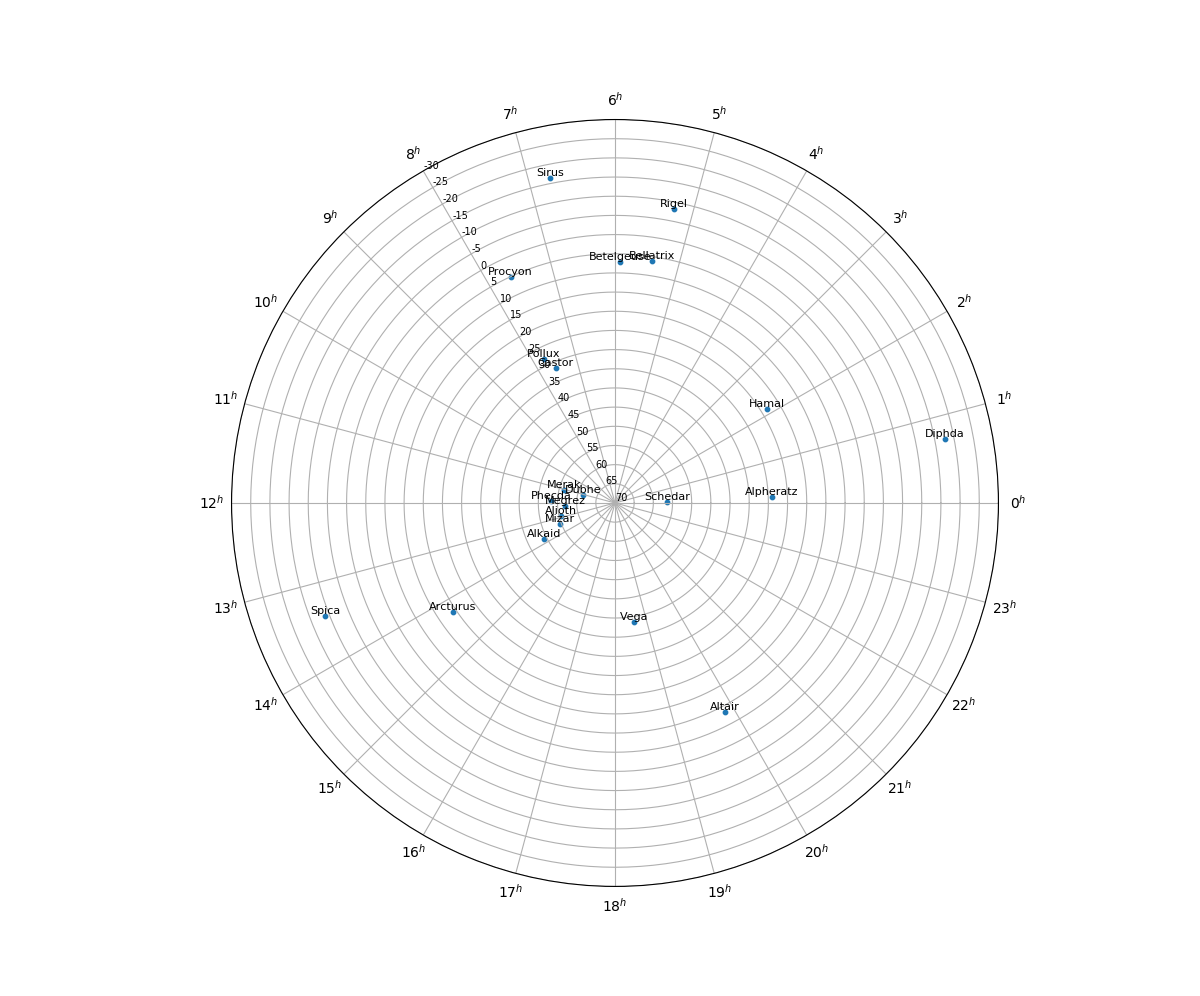 6ʰ
7ʰ
5ʰ
8ʰ
4ʰ
-30
Sirus
-25
-20
Rigel
-15
9ʰ
3ʰ
-10
-5
Betelgeuse
Bellatrix
0
Procyon
5
10
10ʰ
2ʰ
15
20
25
Pollux
Castor
30
35
40
11ʰ
1ʰ
Hamal
45
50
Diphda
55
60
65
Merak
Dubhe
Alpheratz
Phecda
70
Schedar
Megrez
12ʰ
0ʰ
Alioth
Mizar
Alkaid
13ʰ
Spica
Arcturus
23ʰ
Vega
14ʰ
Altair
22ʰ
15ʰ
21ʰ
16ʰ
20ʰ
17ʰ
19ʰ
18ʰ